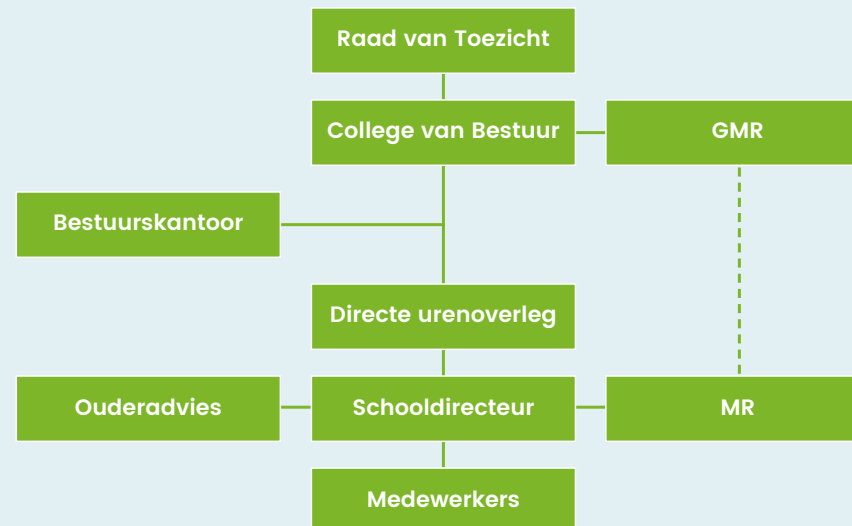 Raad van Toezicht
College van Bestuur
GMR
Bestuurskantoor
Directe urenoverleg
Ouderadvies
Schooldirecteur
MR
Medewerkers